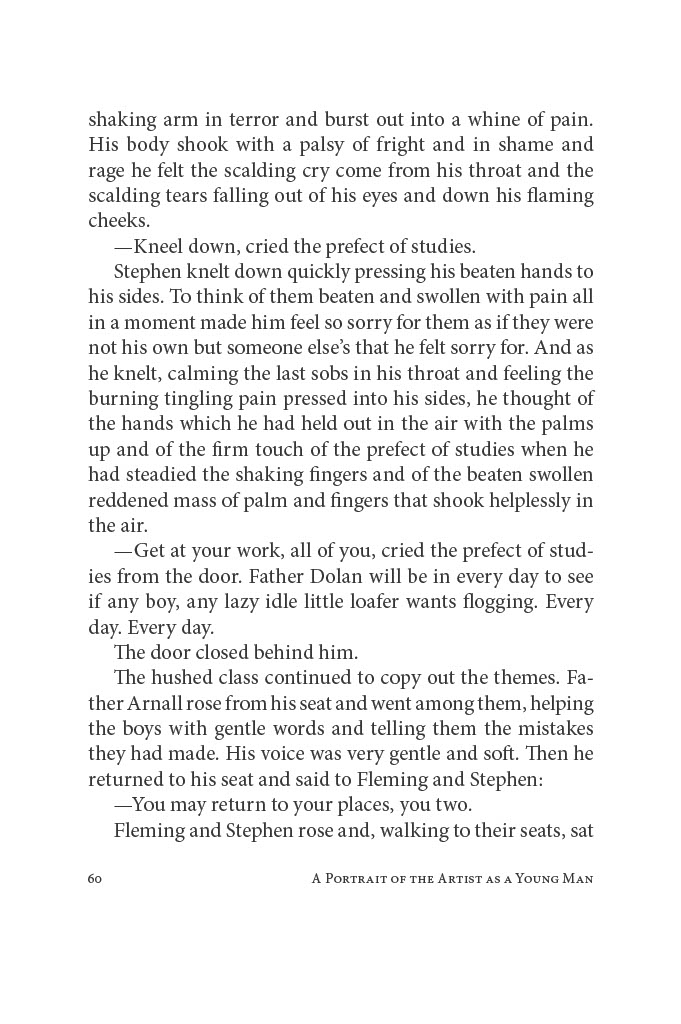 shaking arm in terror and burst out into a whine of pain.
His body shook with a palsy of fright and in shame and
rage he felt the scalding cry come from his throat and the
scalding tears falling out of his eyes and down his flaming
cheeks.
—Kneel down, cried the prefect of studies.
Stephen knelt down quickly pressing his beaten hands to
his sides. To think of them beaten and swollen with pain all
in a moment made him feel so sorry for them as if they were
not his own but someone else’s that he felt sorry for. And as
he knelt, calming the last sobs in his throat and feeling the
burning tingling pain pressed into his sides, he thought of
the hands which he had held out in the air with the palms
up and of the firm touch of the prefect of studies when he
had steadied the shaking fingers and of the beaten swollen
reddened mass of palm and fingers that shook helplessly in
the air.
—Get at your work, all of you, cried the prefect of stud-
ies from the door. Father Dolan will be in every day to see
if any boy, any lazy idle little loafer wants flogging. Every
day. Every day.
The door closed behind him.
The hushed class continued to copy out the themes. Fa-
ther Arnall rose from his seat and went among them, helping
the boys with gentle words and telling them the mistakes
they had made. His voice was very gentle and soft. Then he
returned to his seat and said to Fleming and Stephen:
—You may return to your places, you two.
Fleming and Stephen rose and, walking to their seats, sat
60 A Portrait of the Artist as a Young Man